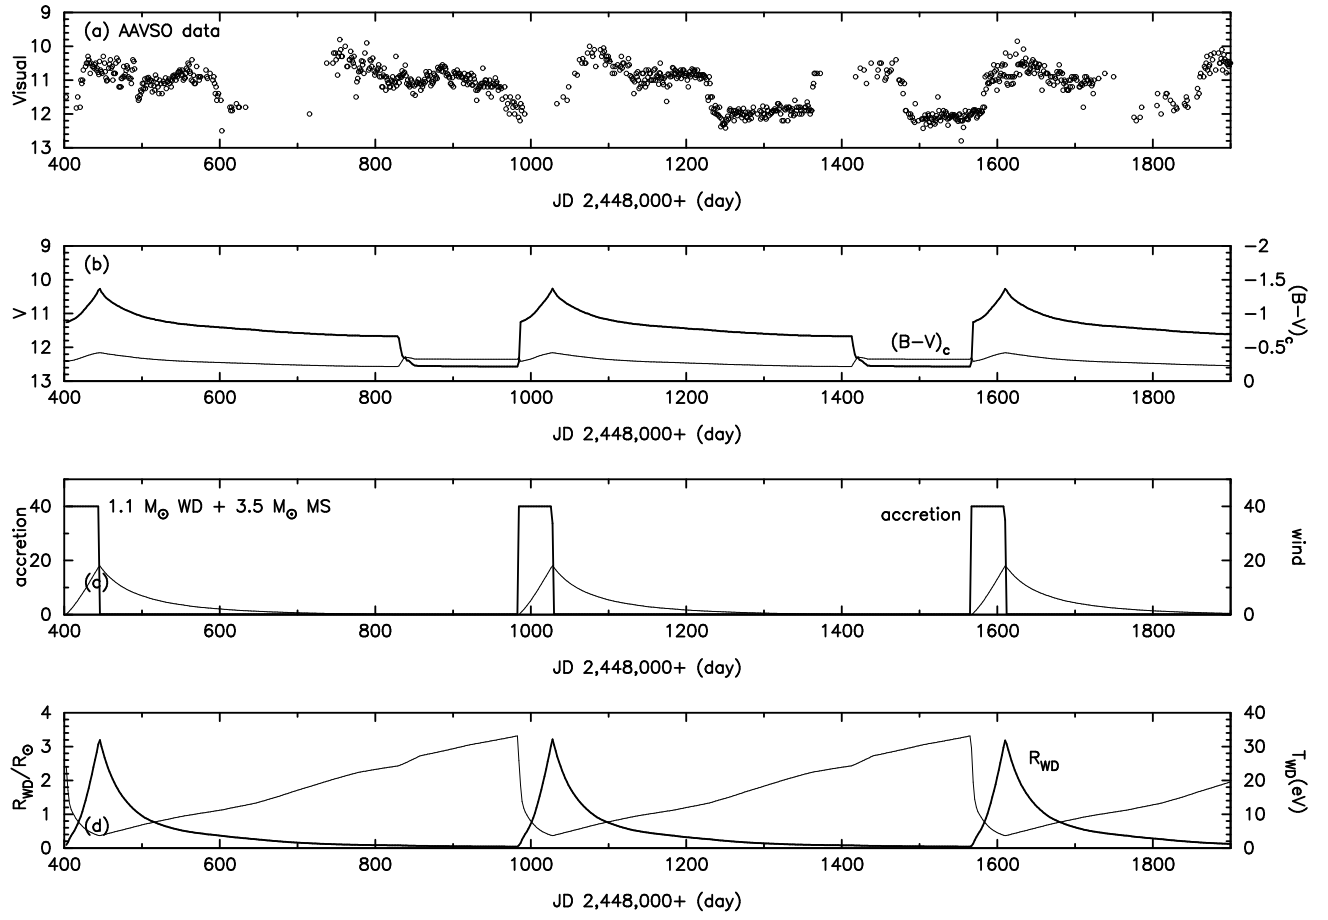 (a) AAVSO data
Visual
9
10
11
12
13
400 600 800 1000 1200 1400 1600 1800
JD 2,448,000+ (day)
(b)
V
9
10
11
12
13
(B−V)c
−2
−1.5
−1
−0.5
0
(B−V)c
400 600 800 1000 1200 1400 1600 1800
JD 2,448,000+ (day)
1.1 M⊙ WD + 3.5 M⊙ MS
accretion
accretion
40
20
0
(c)
wind
40
30
20
10
0
400 600 800 1000 1200 1400 1600 1800
JD 2,448,000+ (day)
RWD/R⊙
4
3
2
1
0
(d)
RWD
TWD(eV)
40
30
20
10
0
400 600 800 1000 1200 1400 1600 1800
JD 2,448,000+ (day)